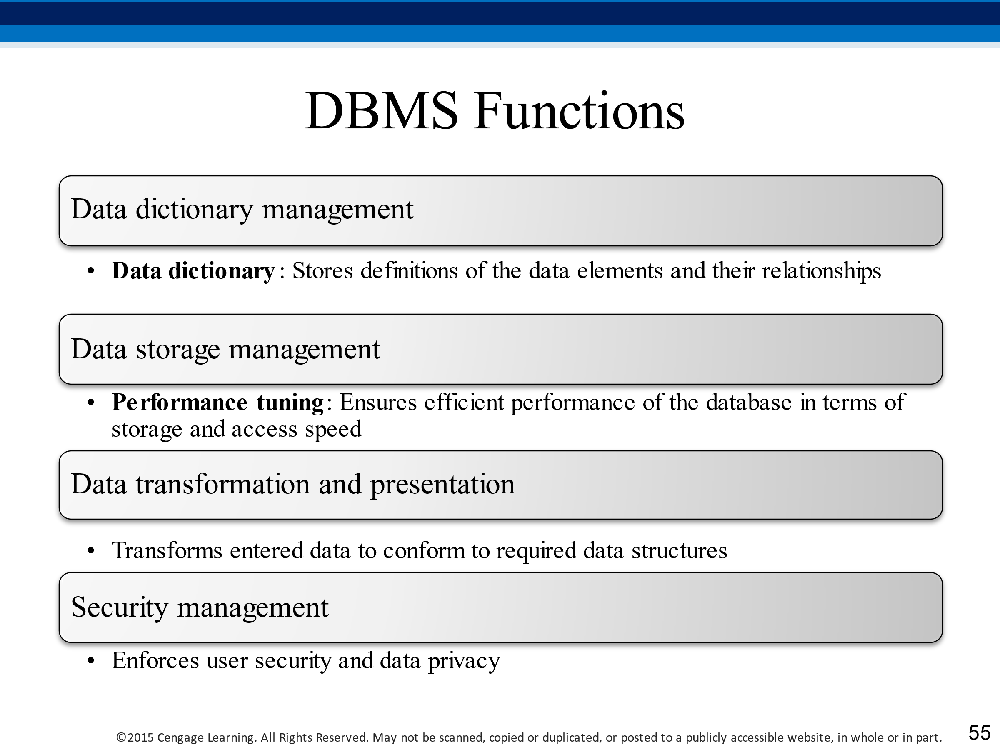 DBMS Functions
Data dictionary management
• Data dictionary: Stores definitions of the data elements and their relationships
Data storage management
• Performance tuning: Ensures efficient performance of the database in terms of
storage and access speed
Data transformation and presentation
• Transforms entered data to conform to required data structures
Security management
• Enforces user security and data privacy
©2015 Cengage Learning. All Rights Reserved. May not be scanned, copied or duplicated, or posted to a publicly accessible website, in whole or in part.
55